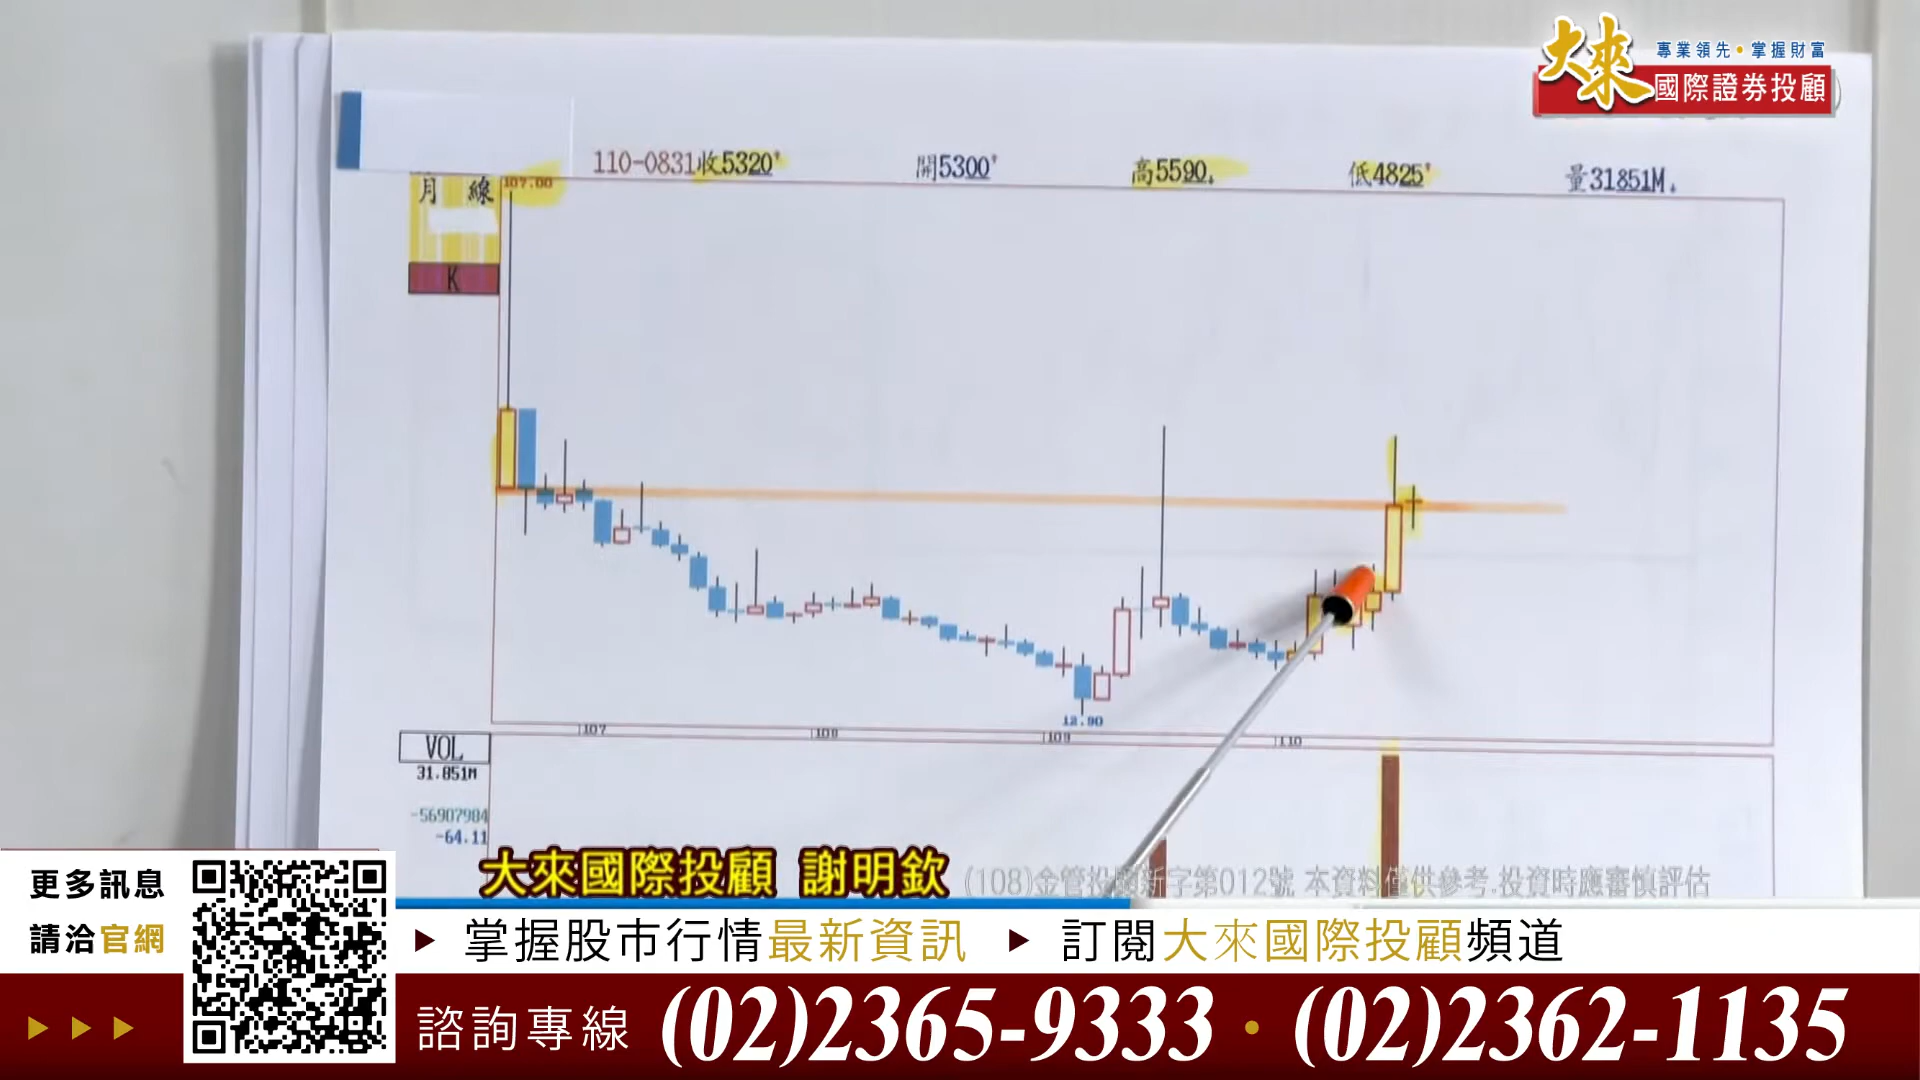 大來
專業領先•掌握財富
國際證券投顧
110-0831收5320 開5300 高5590 低4825 量31851M
月 線
107.00
K
12.90
107 108 109 110
VOL
31.851M
-56907984
-64.11
大來國際投顧 謝明欽
(108)金管投顧新字第012號 本資料僅供參考.投資時應審慎評估
更多訊息
請洽官網
掌握股市行情最新資訊 訂閱大來國際投顧頻道
諮詢專線 (02)2365-9333•(02)2362-1135